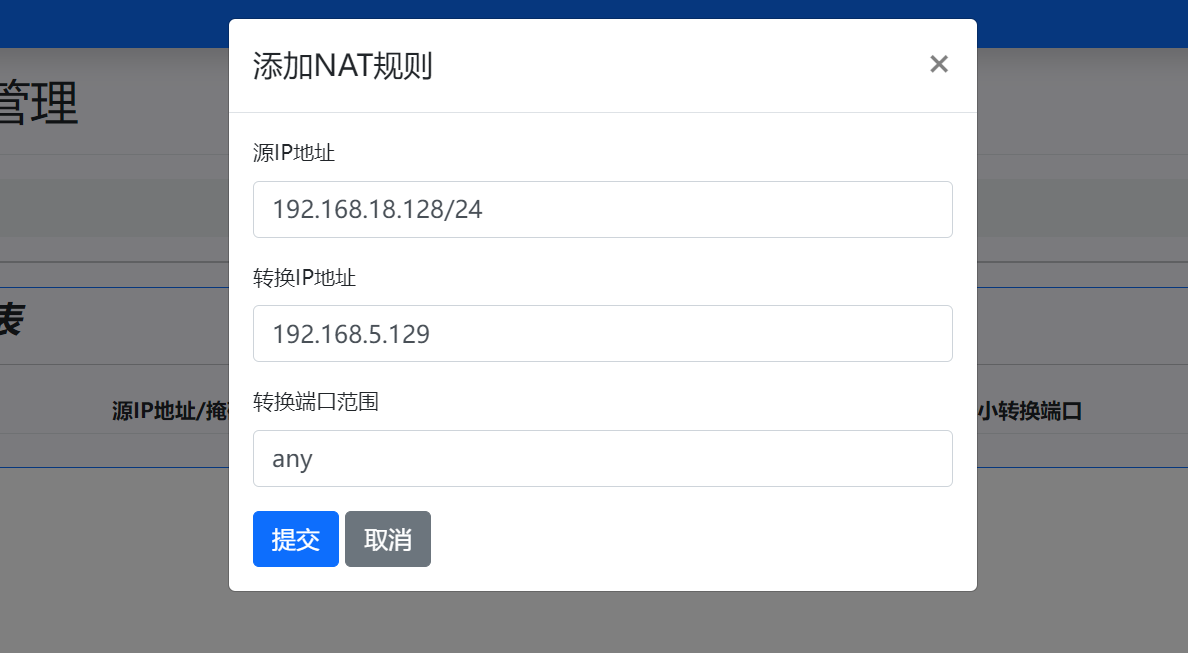 管理
添加NAT规则
×
源IP地址
192.168.18.128/24
转换IP地址
192.168.5.129
表
源IP地址/掩
小转换端口
转换端口范围
any
提交 取消